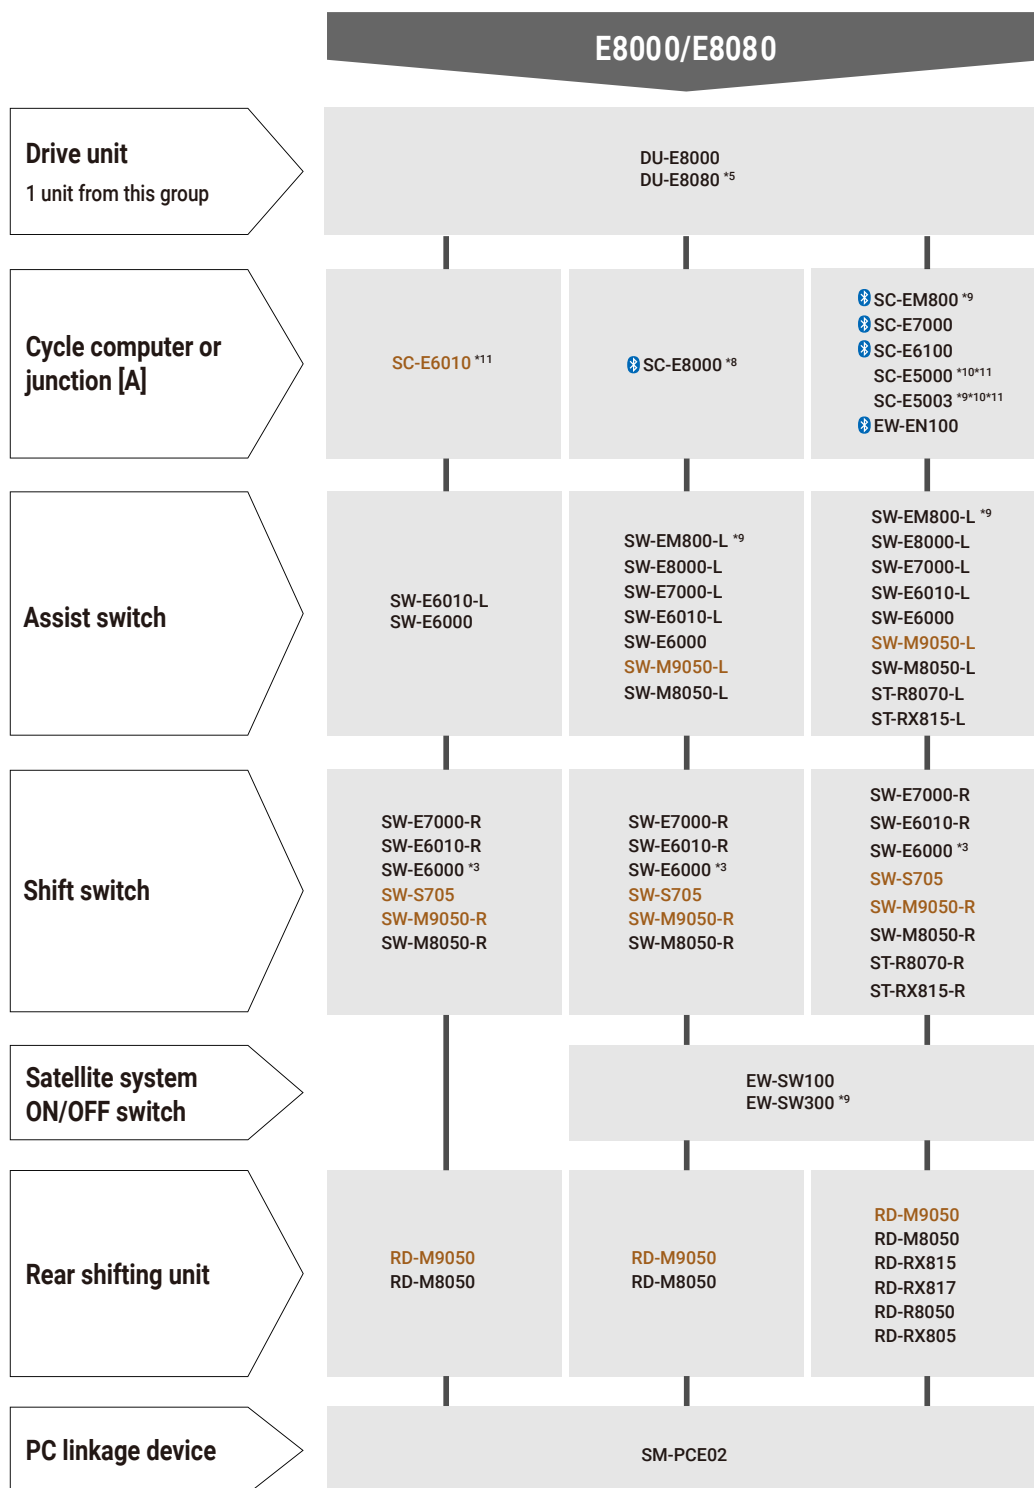 E8000/E8080
Drive unit
1 unit from this group
DU-E8000
DU-E8080 *5
Cycle computer or
junction [A]
SC-E6010 *11
SC-E8000 *8
SC-EM800 *9
SC-E7000
SC-E6100
SC-E5000 *10*11
SC-E5003 *9*10*11
EW-EN100
Assist switch
SW-E6010-L
SW-E6000
SW-EM800-L *9
SW-E8000-L
SW-E7000-L
SW-E6010-L
SW-E6000
SW-M9050-L
SW-M8050-L
SW-EM800-L *9
SW-E8000-L
SW-E7000-L
SW-E6010-L
SW-E6000
SW-M9050-L
SW-M8050-L
ST-R8070-L
ST-RX815-L
Shift switch
SW-E7000-R
SW-E6010-R
SW-E6000 *3
SW-S705
SW-M9050-R
SW-M8050-R
SW-E7000-R
SW-E6010-R
SW-E6000 *3
SW-S705
SW-M9050-R
SW-M8050-R
SW-E7000-R
SW-E6010-R
SW-E6000 *3
SW-S705
SW-M9050-R
SW-M8050-R
ST-R8070-R
ST-RX815-R
Satellite system
ON/OFF switch
EW-SW100
EW-SW300 *9
Rear shifting unit
RD-M9050
RD-M8050
RD-M9050
RD-M8050
RD-M9050
RD-M8050
RD-RX815
RD-RX817
RD-R8050
RD-RX805
PC linkage device
SM-PCE02